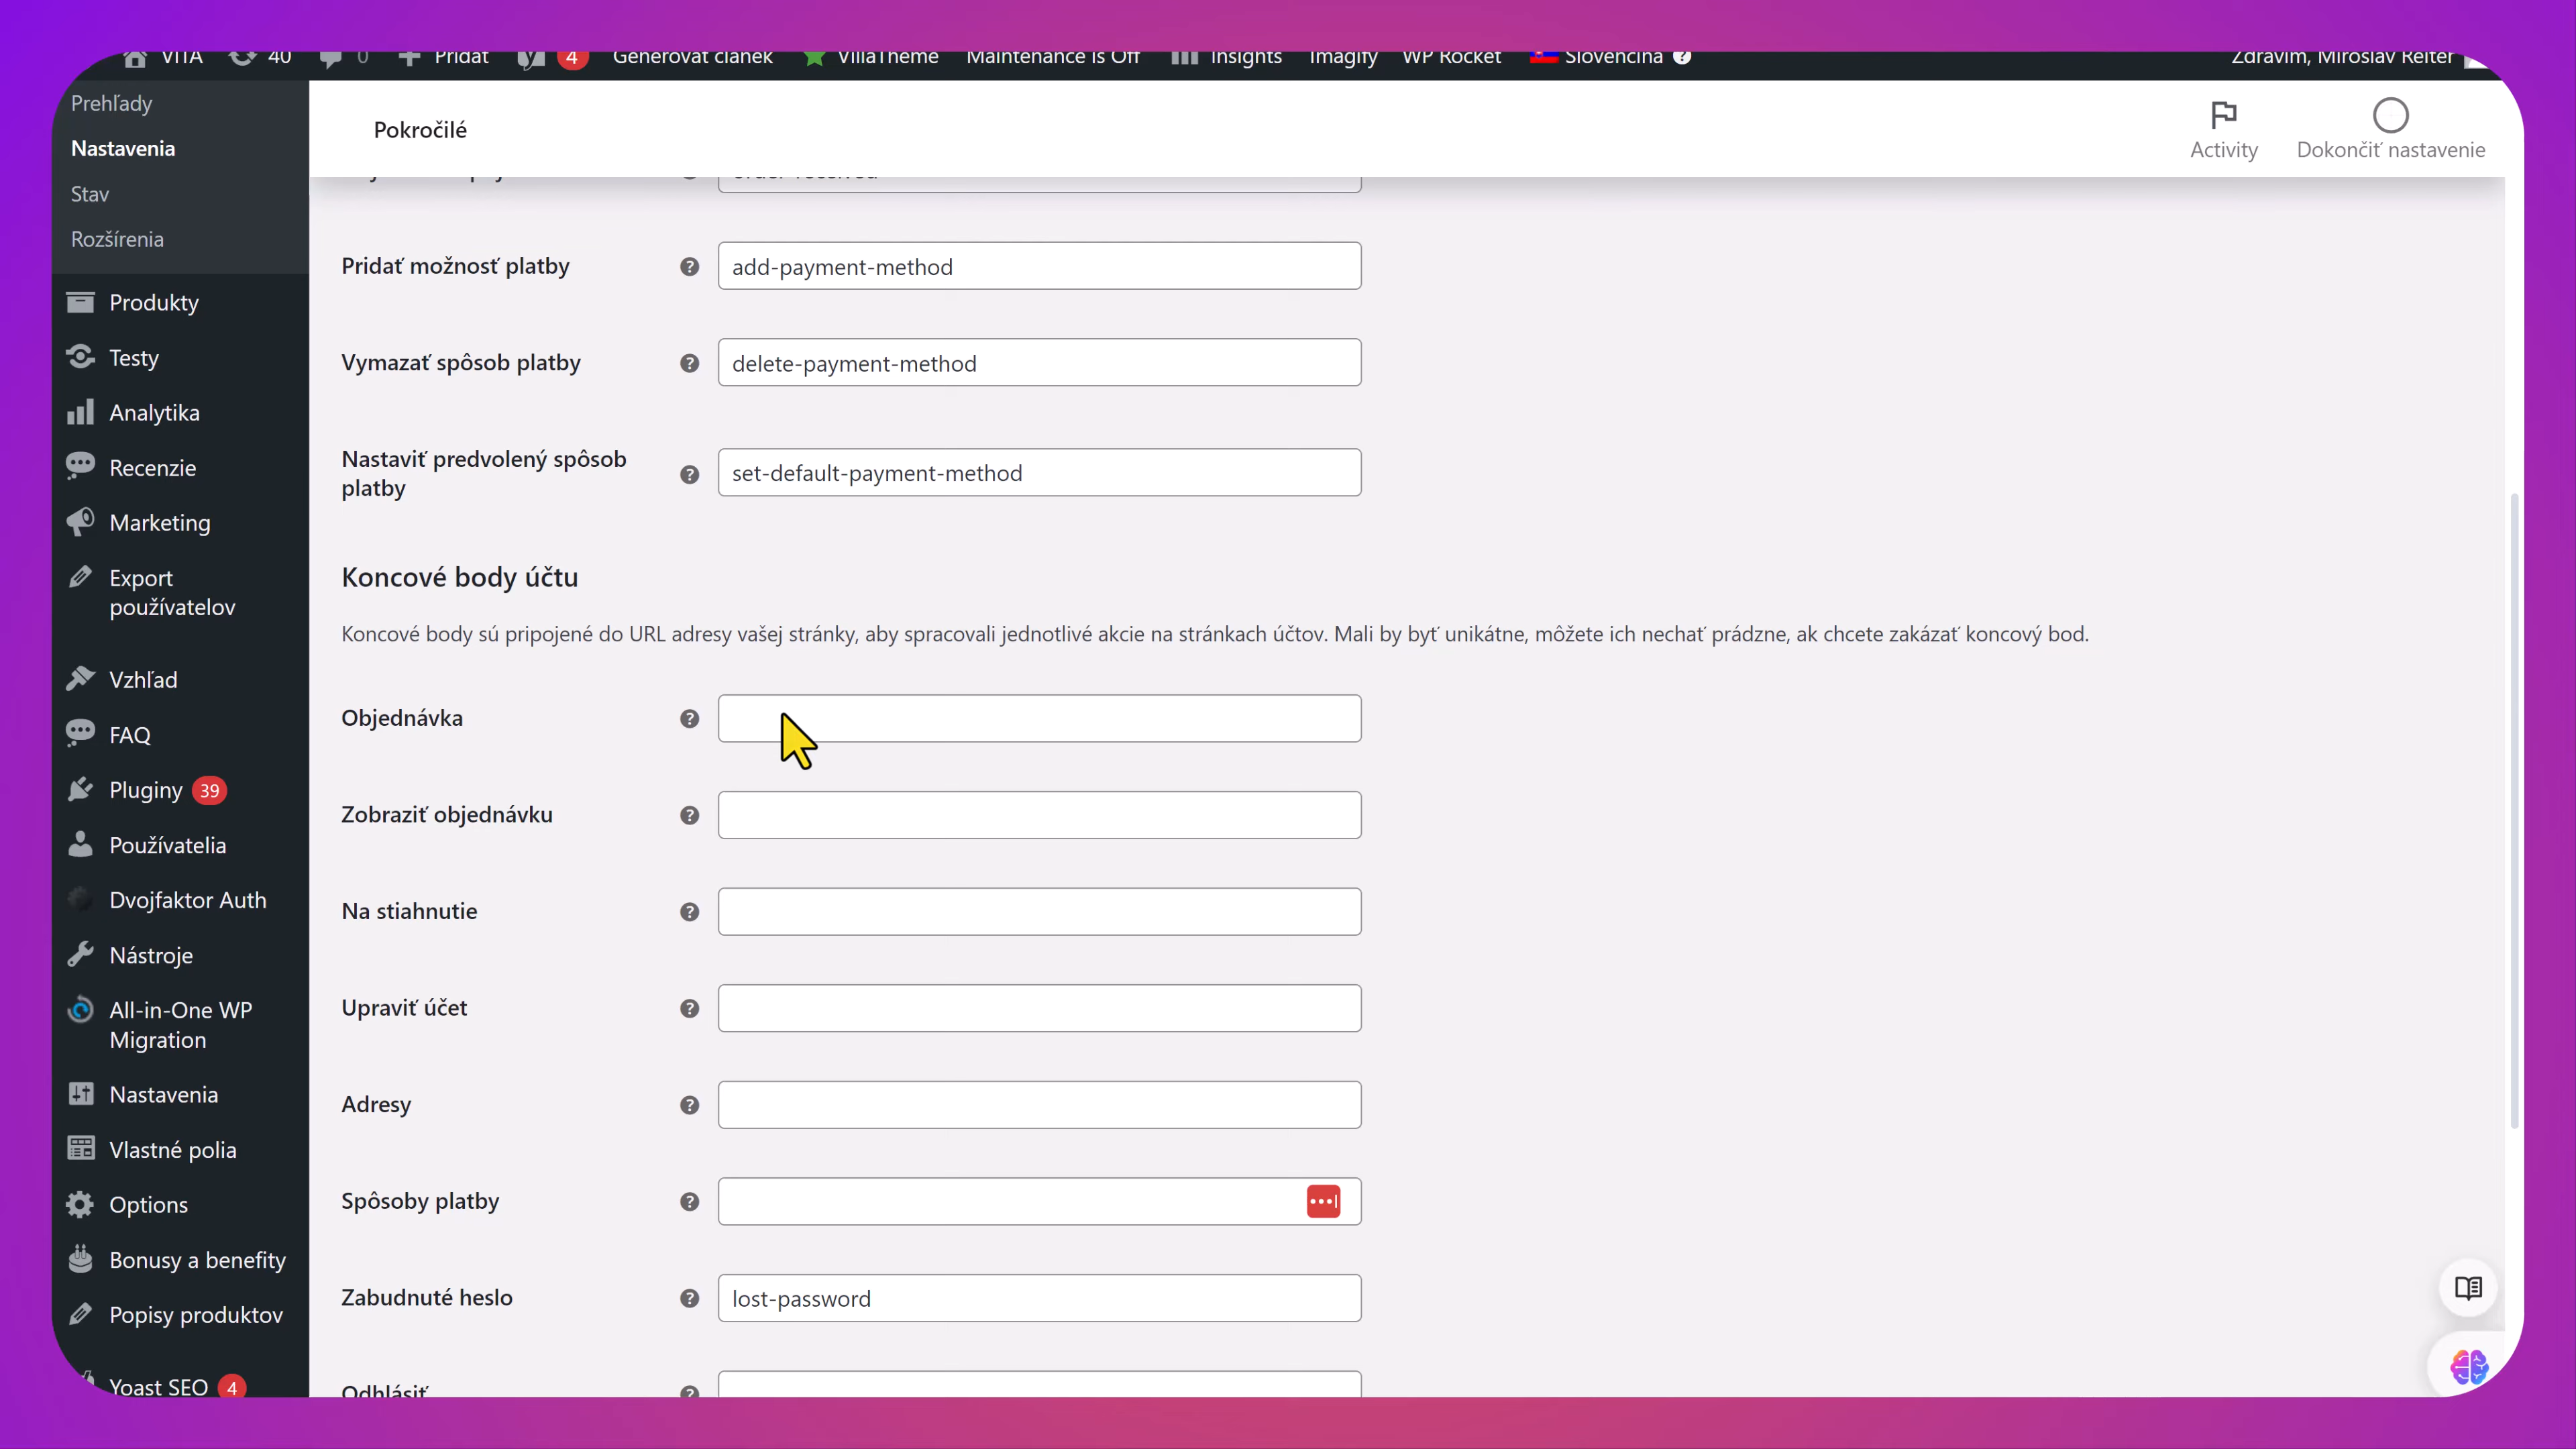 VITA 40 0 Pridať 4 Generovať článok VillaTheme Maintenance is Off Insights Imagify WP Rocket Slovenčina Zdravím, Miroslav Reiter
Prehľady
Nastavenia
Stav
Rozšírenia
Produkty
Testy
Analytika
Recenzie
Marketing
Export
používatelov
Vzhľad
FAQ
Pluginy 39
Používatelia
Dvojfaktor Auth
Nástroje
All-in-One WP
Migration
Nastavenia
Vlastné polia
Options
Bonusy a benefity
Popisy produktov
Yoast SEO 4
Pokročilé
Activity
Dokončiť nastavenie
order-received
Pridať možnosť platby
add-payment-method
Vymazať spôsob platby
delete-payment-method
Nastaviť predvolený spôsob
platby
set-default-payment-method
Koncové body účtu
Koncové body sú pripojené do URL adresy vašej stránky, aby spracovali jednotlivé akcie na stránkach účtov. Mali by byť unikátne, môžete ich nechať prádzne, ak chcete zakázať koncový bod.
Objednávka
Zobraziť objednávku
Na stiahnutie
Upraviť účet
Adresy
Spôsoby platby
Zabudnuté heslo
lost-password
Odhlásiť